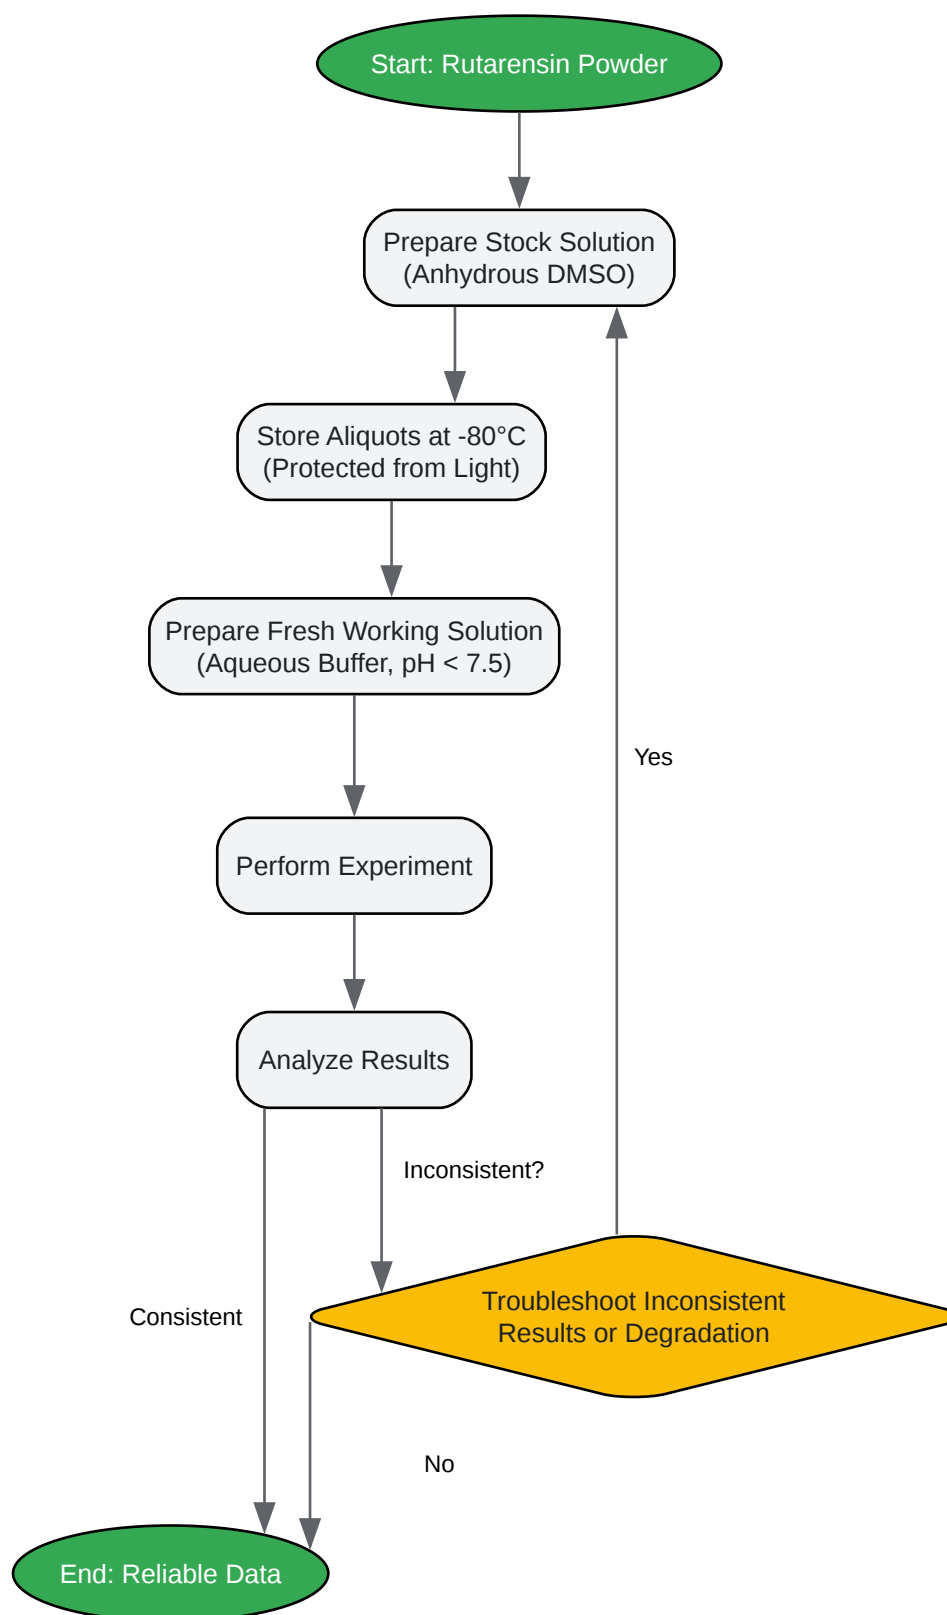 Start: Rutarensin Powder
Prepare Stock Solution
(Anhydrous DMSO)
Store Aliquots at -80°C
(Protected from Light)
Prepare Fresh Working Solution
(Aqueous Buffer, pH < 7.5)
Yes
Perform Experiment
Analyze Results
Inconsistent?
Troubleshoot Inconsistent
Results or Degradation
Consistent
No
End: Reliable Data